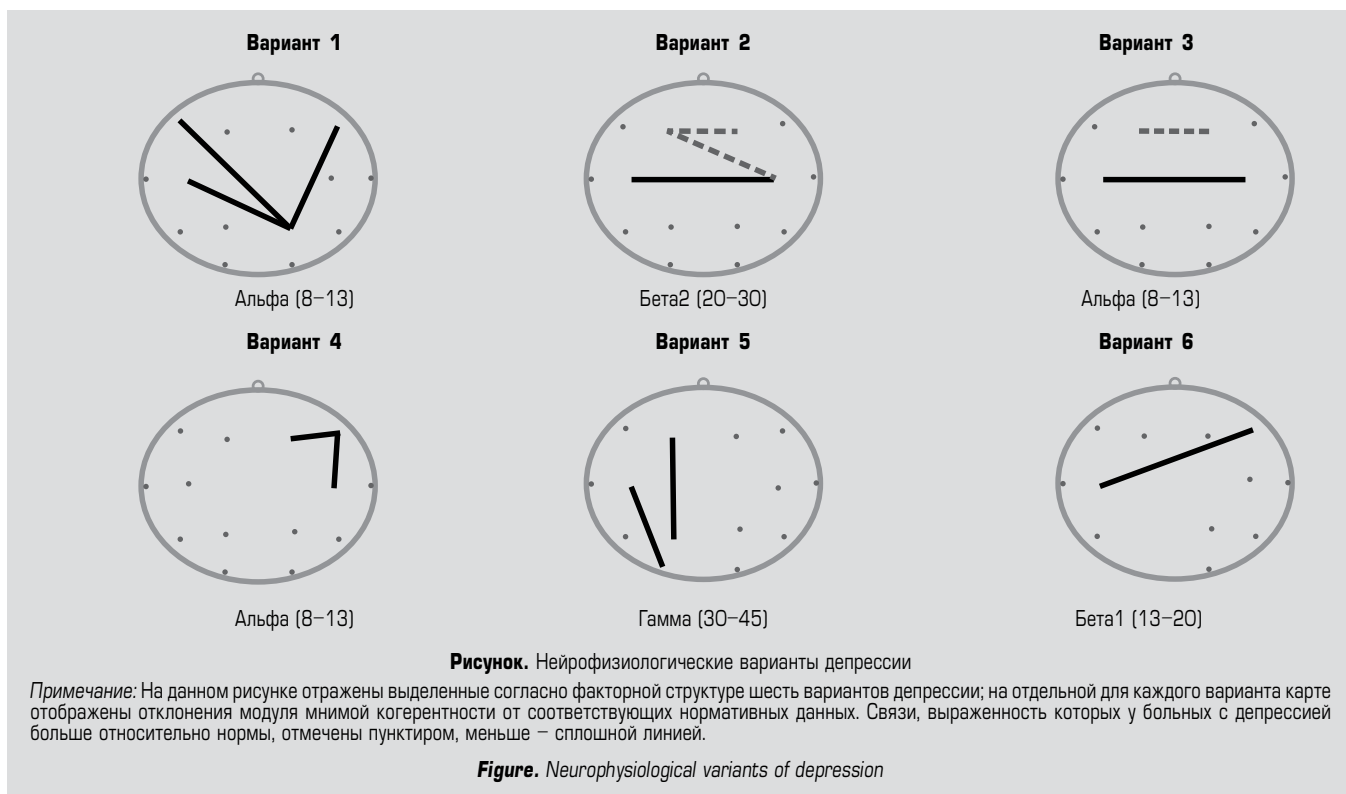 Вариант 1
Вариант 2
Вариант 3
Альфа (8–13)
Бета2 (20–30)
Альфа (8–13)
Вариант 4
Вариант 5
Вариант 6
Альфа (8–13)
Гамма (30–45)
Бета1 (13–20)
Рисунок. Нейрофизиологические варианты депрессии
Примечание: На данном рисунке отражены выделенные согласно факторной структуре шесть вариантов депрессии; на отдельной для каждого варианта карте
отображены отклонения модуля мнимой когерентности от соответствующих нормативных данных. Связи, выраженность которых у больных с депрессией
больше относительно нормы, отмечены пунктиром, меньше – сплошной линией.
Figure. Neurophysiological variants of depression